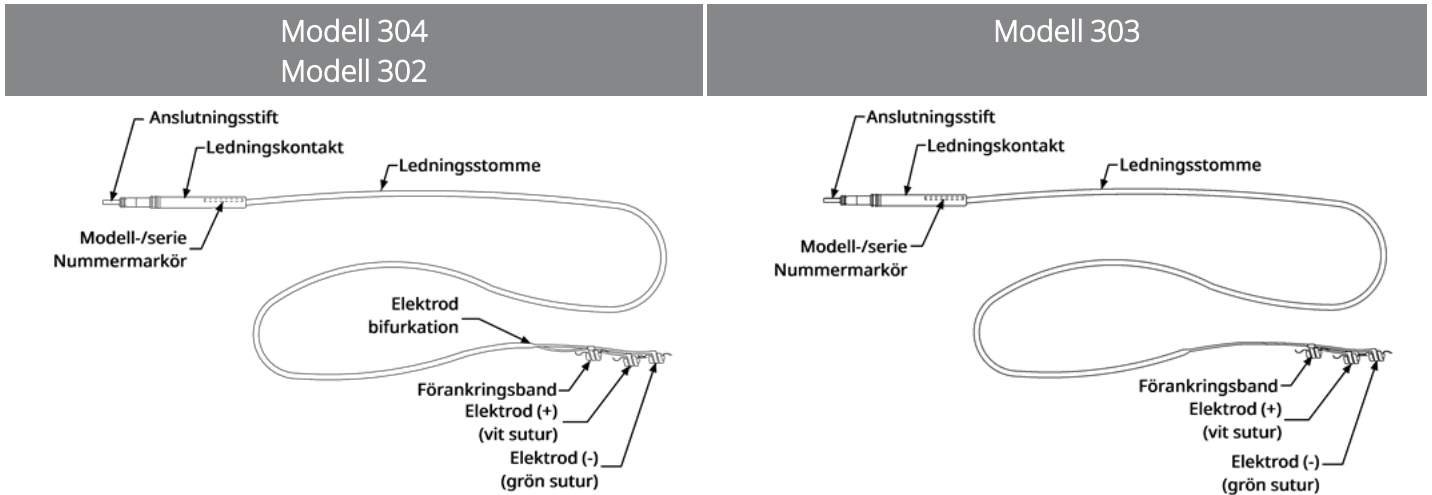 Modell 304
Modell 302
Anslutningsstift
Ledningskontakt
Ledningsstomme
Modell-/serie
Nummermarkör
Elektrod
bifurkation
Förankringsband
Elektrod (+)
(vit sutur)
Elektrod (-)
(grön sutur)
Modell 303
Anslutningsstift
Ledningskontakt
Ledningsstomme
Modell-/serie
Nummermarkör
Förankringsband
Elektrod (+)
(vit sutur)
Elektrod (-)
(grön sutur)